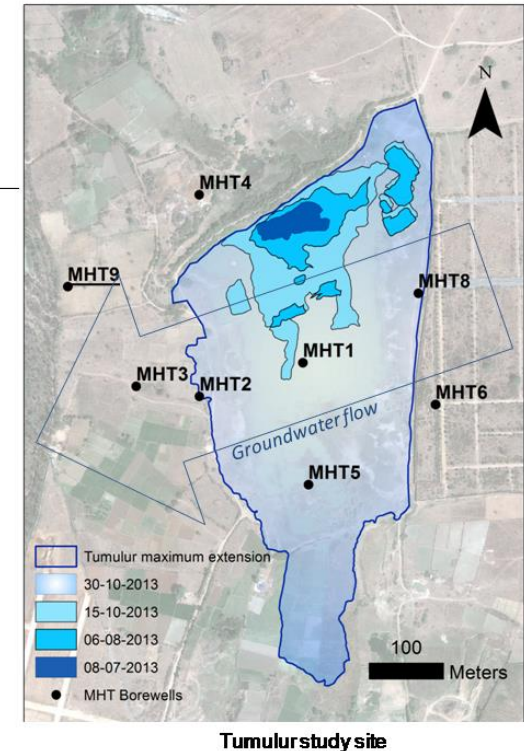 N
MHT4
MHT9
MHT8
MHT1
MHT3
MHT2
MHT6
Groundwater flow
MHT5
Tumulur maximum extension
30-10-2013
15-10-2013
06-08-2013
08-07-2013
MHT Borewells
100
Meters
Tumulur study site